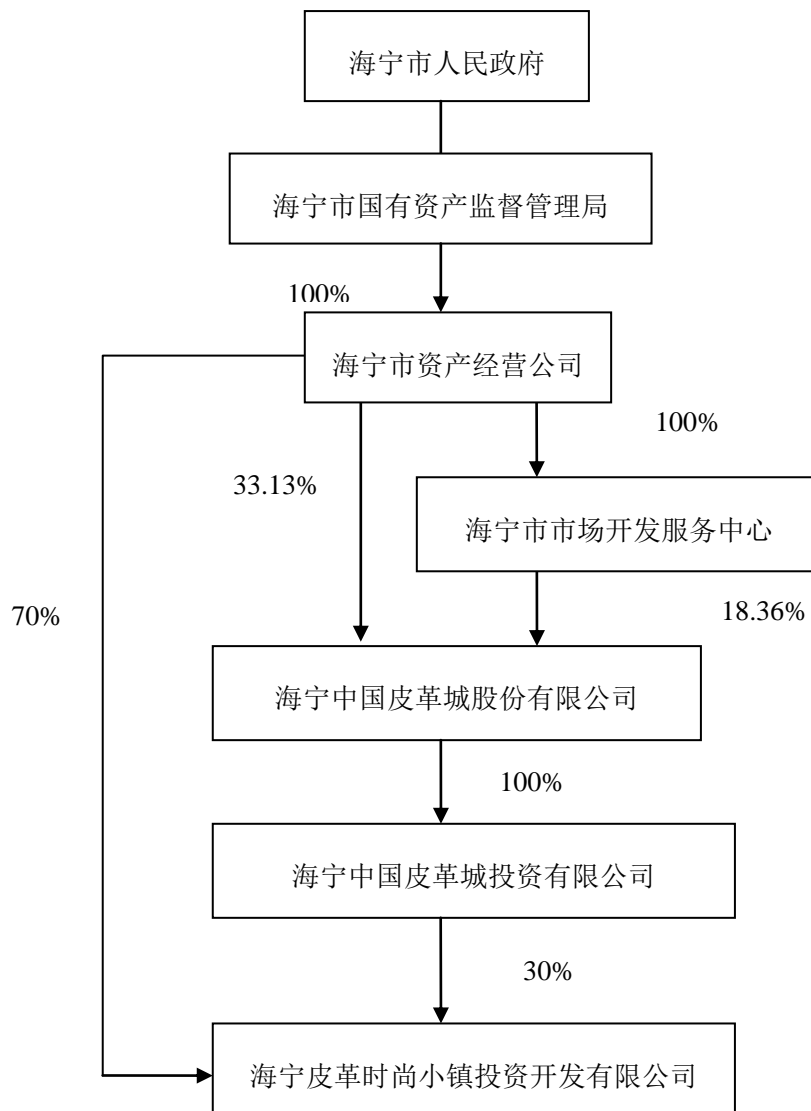 海宁市人民政府
海宁市国有资产监督管理局
100%
海宁市资产经营公司
100%
33.13%
海宁市市场开发服务中心
70%
18.36%
海宁中国皮革城股份有限公司
100%
海宁中国皮革城投资有限公司
30%
海宁皮革时尚小镇投资开发有限公司